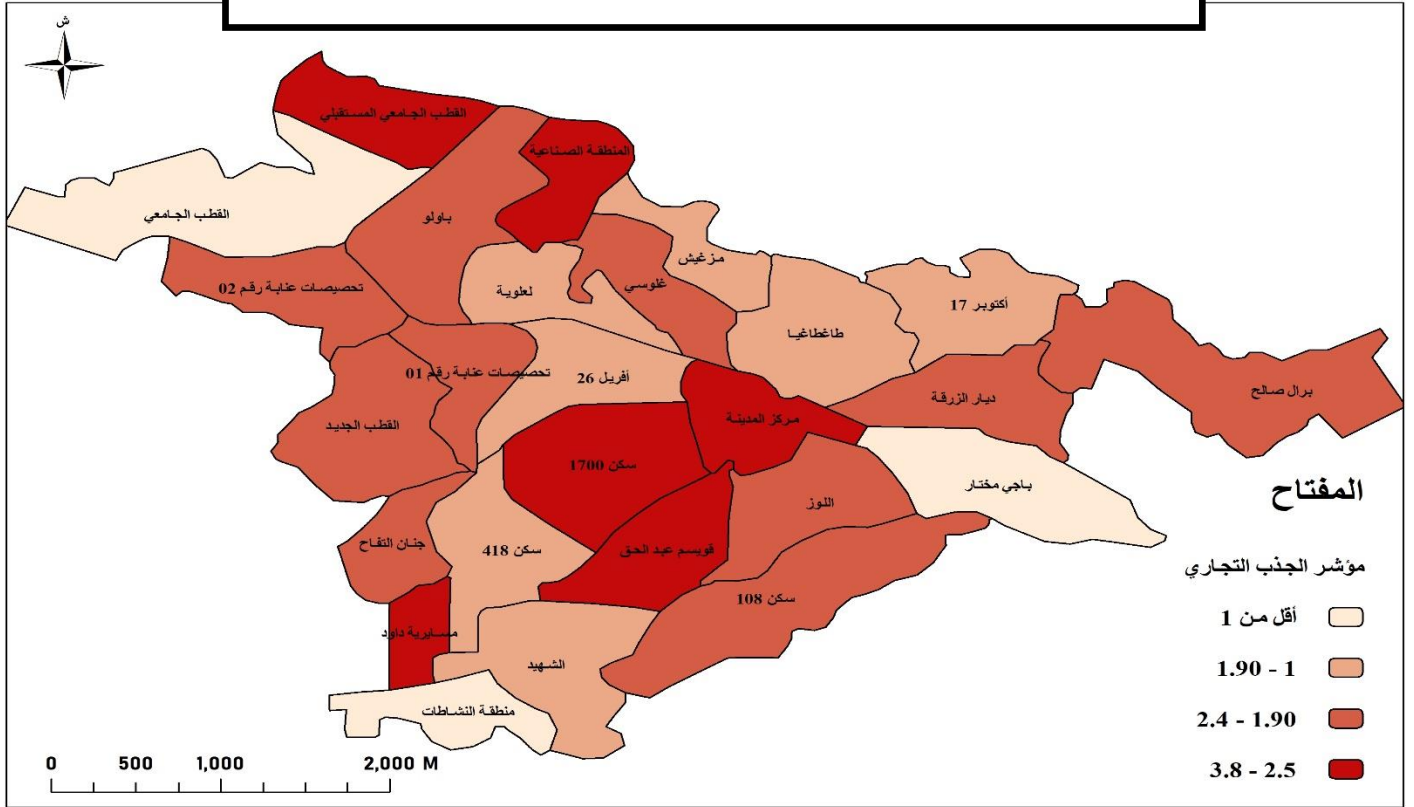 ش
القطب الجامعي المستقبلي
المنطقة الصناعية
القطب الجامعي
باولو
مزغيش
غلوسي
لعلوية
تحصيصات عنابة رقم 02
أكتوبر 17
طاغطاغيا
تحصيصات عنابة رقم 01
أفريل 26
برال صالح
ديار الزرقة
القطب الجديد
مركز المدينة
سكن 1700
باجي مختار
اللوز
جنان التفاح
سكن 418
قويسم عبد الحق
سكن 108
مسايرية داود
الشهيد
منطقة النشاطات
المفتاح
مؤشر الجذب التجاري
أقل من 1
1.90 - 1
2.4 - 1.90
3.8 - 2.5
0 500 1,000 2,000 M